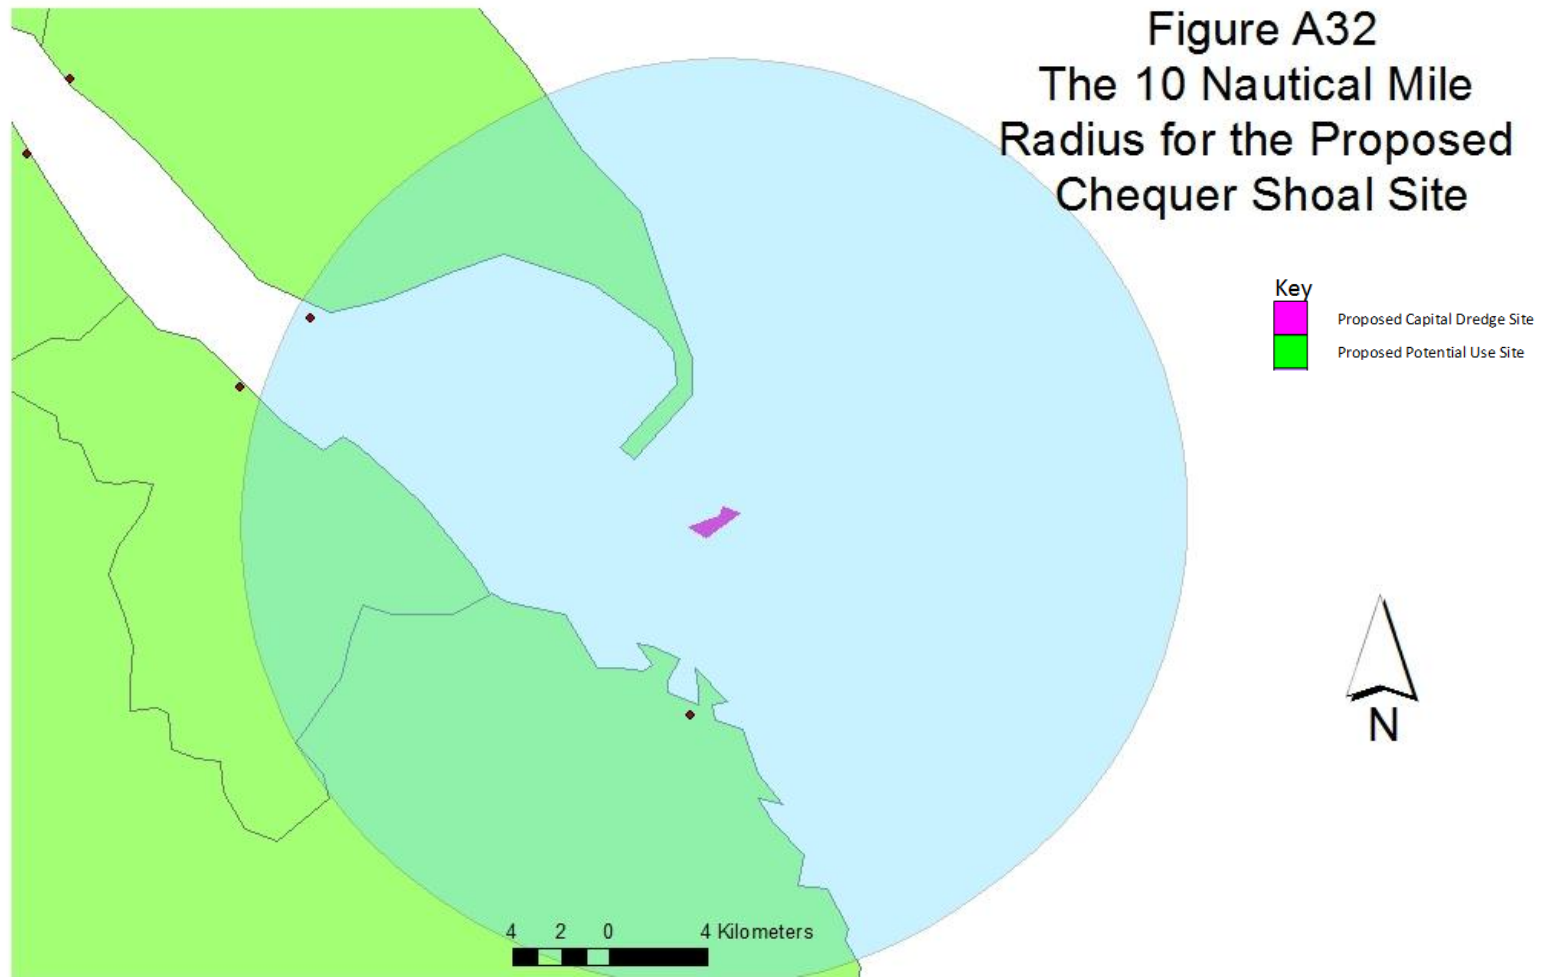 Figure A32
The 10 Nautical Mile
Radius for the Proposed
Chequer Shoal Site
Key
Proposed Capital Dredge Site
Proposed Potential Use Site
N
4 2 0 4 Kilometers